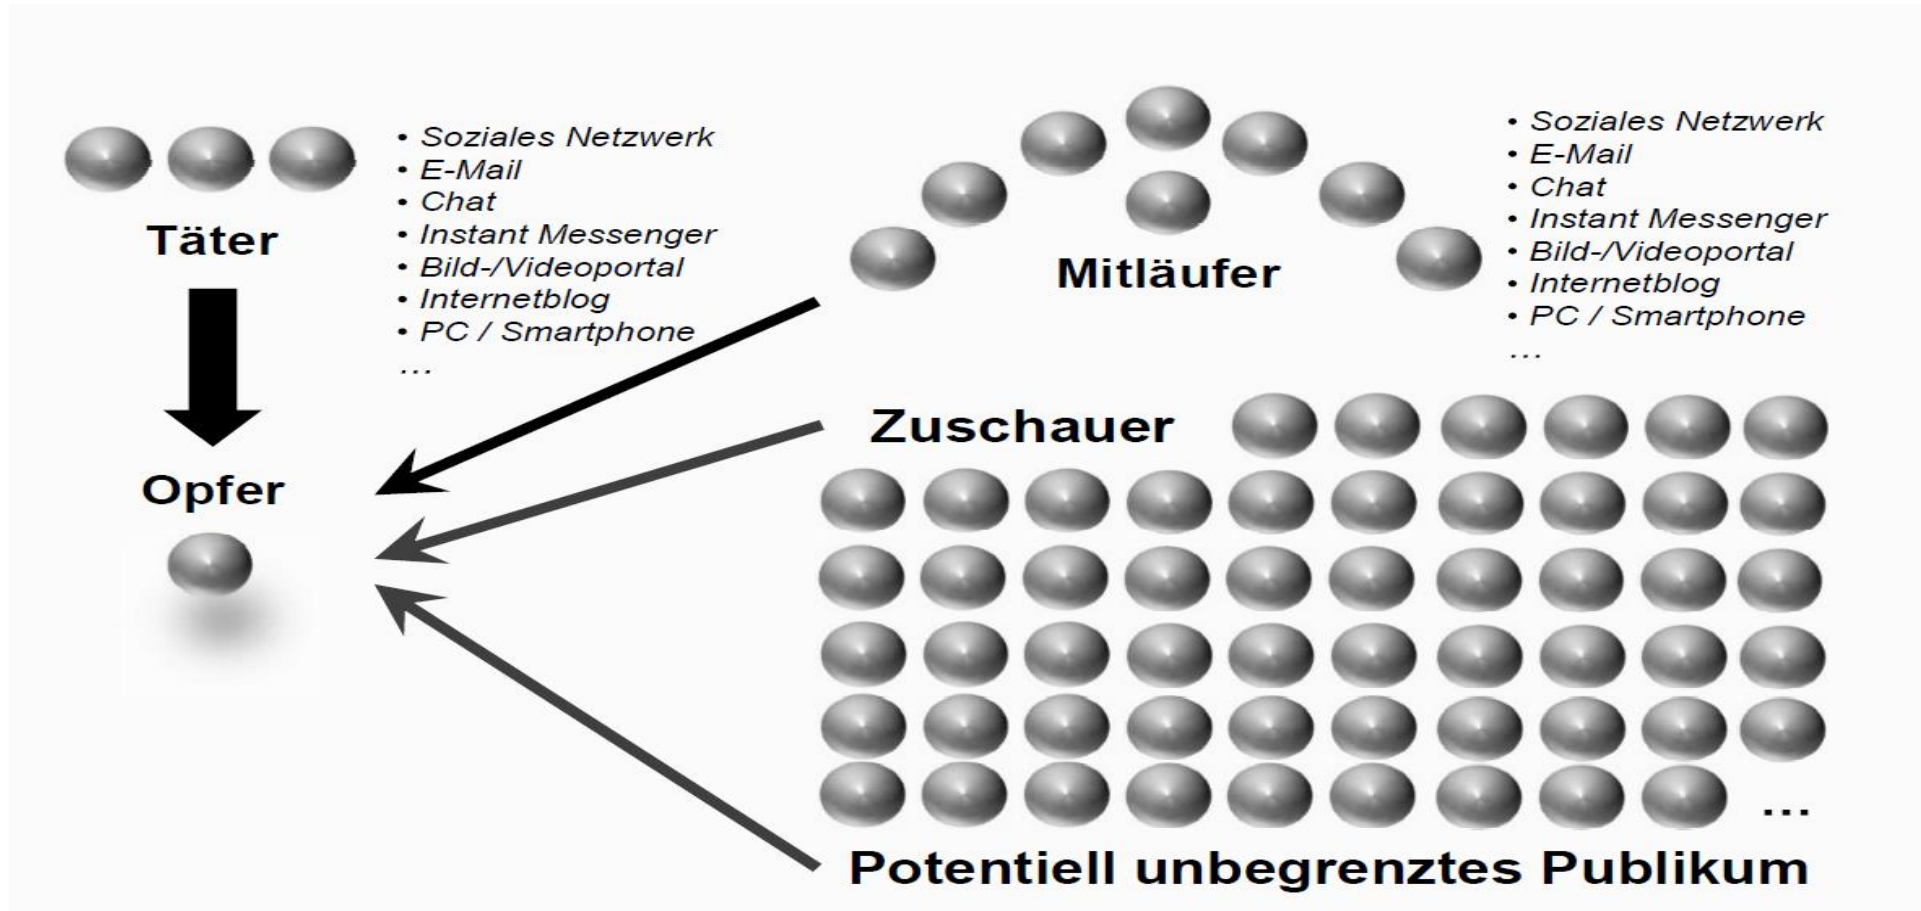 Täter
• Soziales Netzwerk
• E-Mail
• Chat
• Instant Messenger
• Bild-/Videoportal
• Internetblog
• PC / Smartphone
...
Opfer
Mitläufer
• Soziales Netzwerk
• E-Mail
• Chat
• Instant Messenger
• Bild-/Videoportal
• Internetblog
• PC / Smartphone
...
Zuschauer
...
Potentiell unbegrenztes Publikum